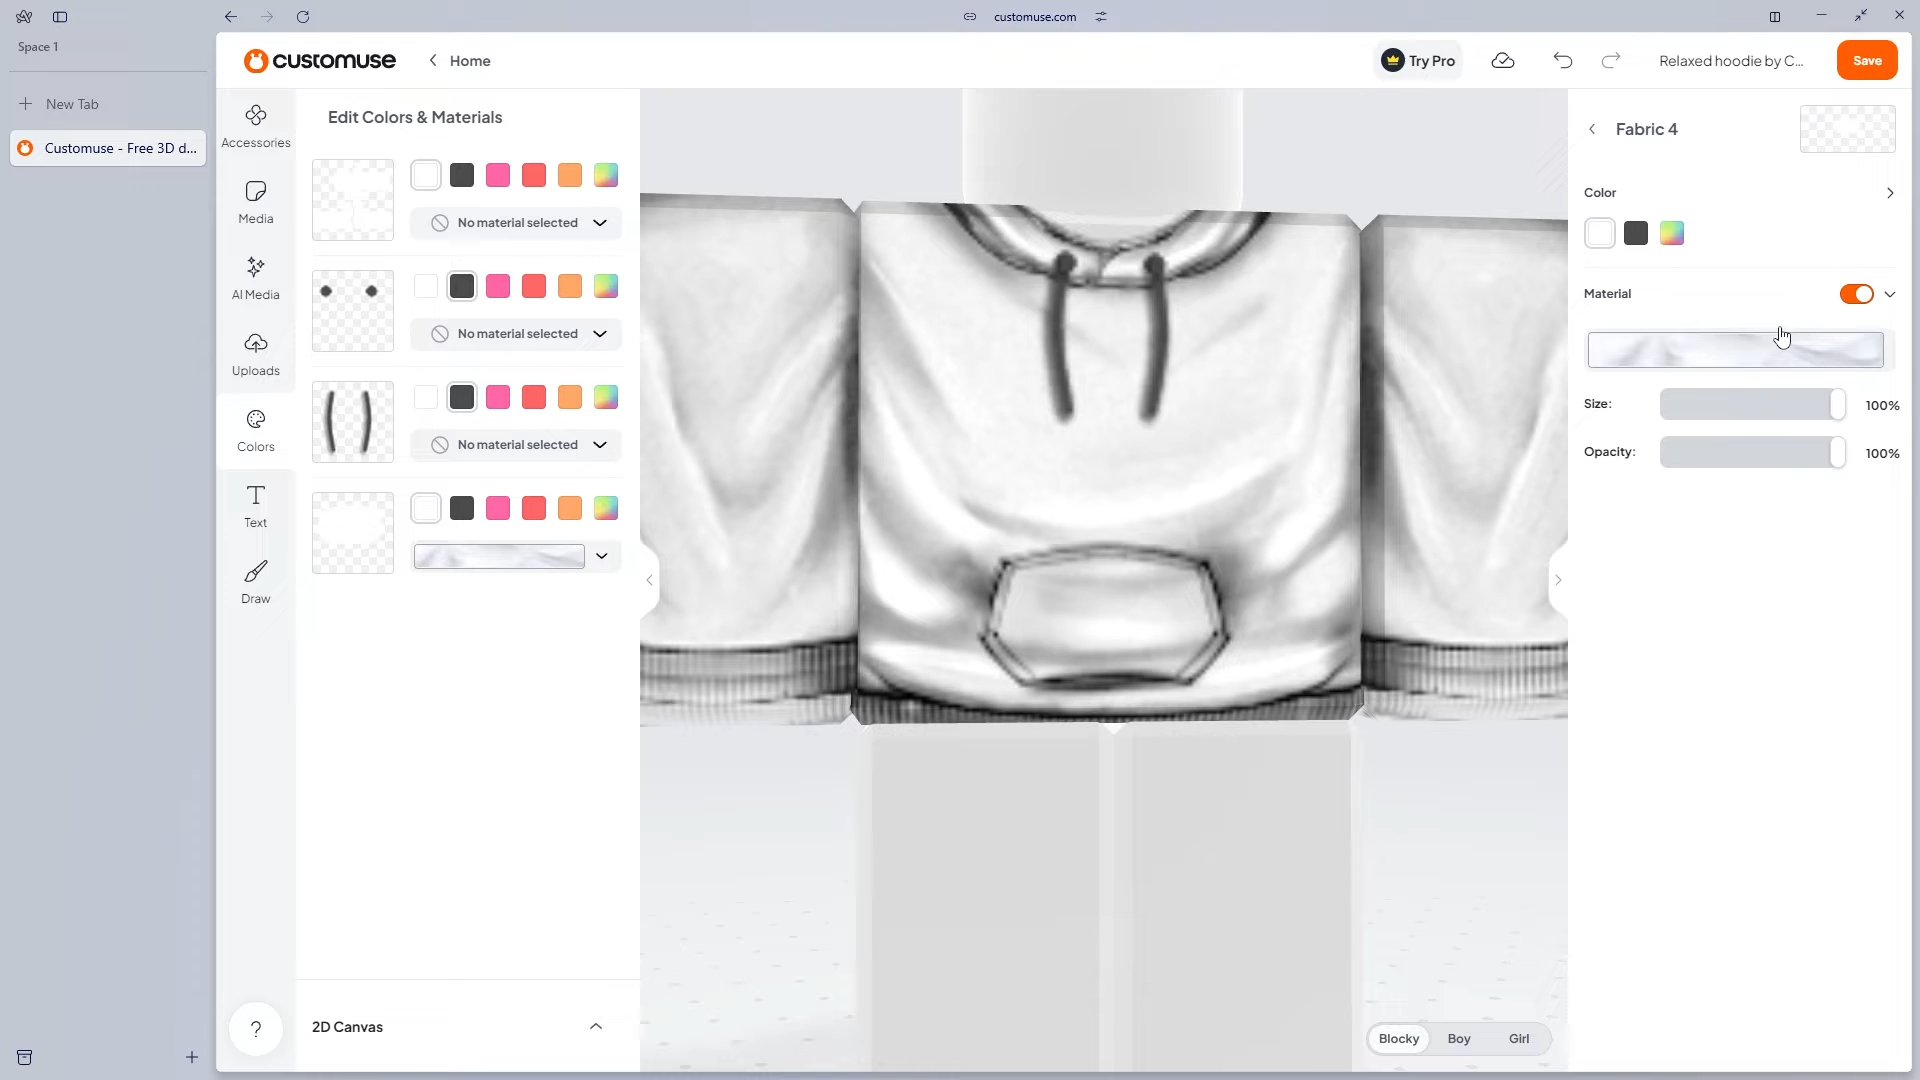 customuse.com
Space 1
New Tab
Customuse - Free 3D d...
customuse
Home
Try Pro
Relaxed hoodie by C...
Save
Accessories
Media
AI Media
Uploads
Colors
Text
Draw
?
Edit Colors & Materials
No material selected
No material selected
No material selected
2D Canvas
Blocky
Boy
Girl
Fabric 4
Color
Material
Size:
100%
Opacity:
100%